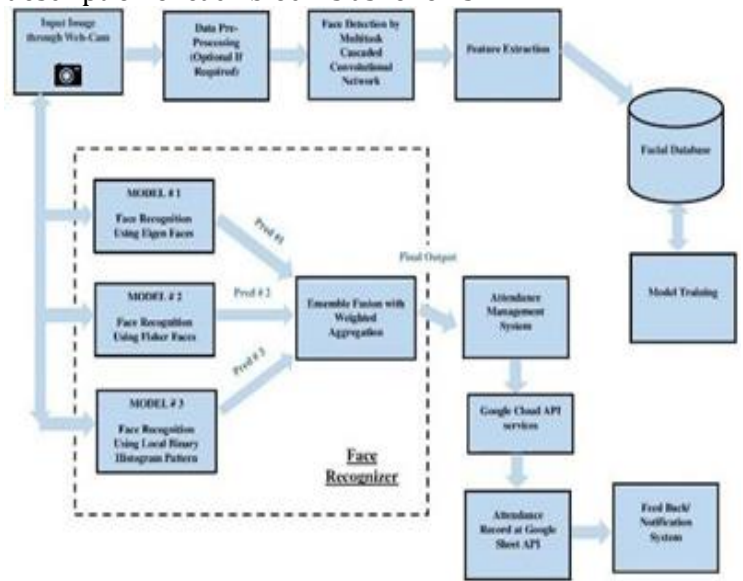 Input Image
through Web-Cam
Data Pre-
Processing
(Optional If
Required)
Face Detection by
Multitask
Cascaded
Convolutional
Network
Feature Extraction
Facial Database
Model Training
MODEL # 1
Face Recognition
Using Eigen Faces
Pred #1
MODEL # 2
Face Recognition
Using Fisher Faces
Pred # 2
MODEL # 3
Face Recognition
Using Local Binary
Histogram Pattern
Pred # 3
Ensemble Fusion with
Weighted
Aggregation
Face
Recognizer
Final Output
Attendance
Management
System
Google Cloud API
services
Attendance
Record at Google
Sheet API
Feed Back/
Notification
System